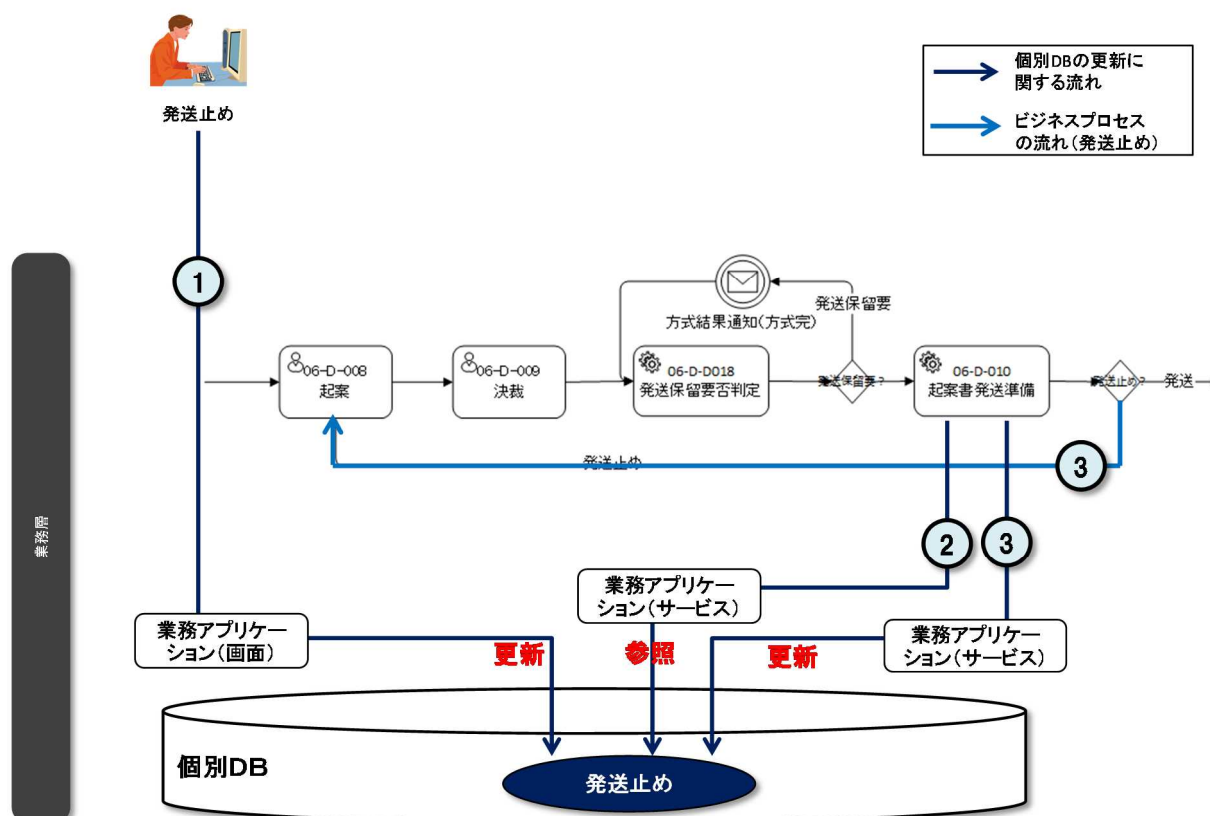 発送止め
個別DBの更新に
関する流れ
ビジネスプロセス
の流れ(発送止め)
1
発送保留要
方式結果通知(方式完)
06-D-008
起案
06-D-009
決裁
06-D-D018
発送保留要否判定
発送保留要?
06-D-010
起案書発送準備
発送止め?
発送
発送止め
3
業務層
2
3
業務アプリケー
ション(サービス)
業務アプリケー
ション(画面)
業務アプリケー
ション(サービス)
更新
参照
更新
個別DB
発送止め